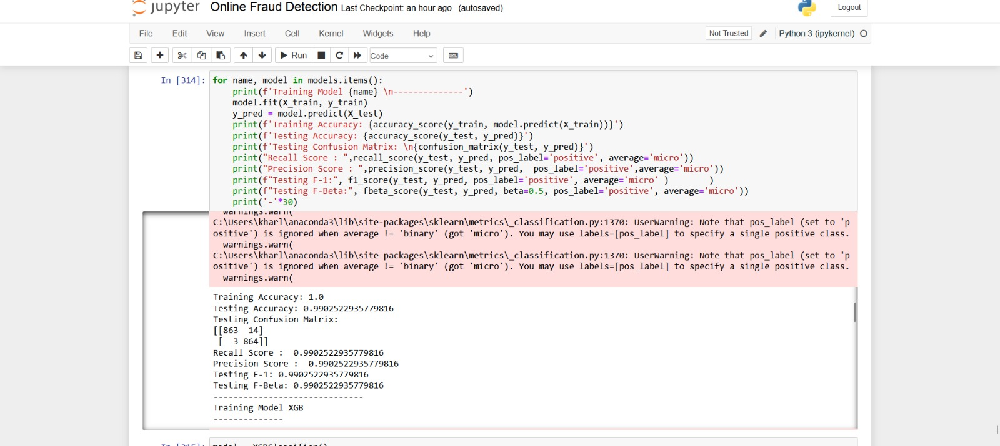 jupyter Online Fraud Detection Last Checkpoint: an hour ago (autosaved) Logout
File Edit View Insert Cell Kernel Widgets Help Not Trusted Python 3 (ipykernel)
Run Code
In [314]: for name, model in models.items():
    print(f'Training Model {name} \n--------------')
    model.fit(X_train, y_train)
    y_pred = model.predict(X_test)
    print(f'Training Accuracy: {accuracy_score(y_train, model.predict(X_train))}')
    print(f'Testing Accuracy: {accuracy_score(y_test, y_pred)}')
    print(f'Testing Confusion Matrix: \n{confusion_matrix(y_test, y_pred)}')
    print("Recall Score : ",recall_score(y_test, y_pred, pos_label='positive', average='micro'))
    print("Precision Score : ",precision_score(y_test, y_pred,  pos_label='positive',average='micro'))
    print(f"Testing F-1:", f1_score(y_test, y_pred, pos_label='positive', average='micro' )        )
    print(f"Testing F-Beta:", fbeta_score(y_test, y_pred, beta=0.5, pos_label='positive', average='micro'))
    print('-'*30)
  warnings.warn(
C:\Users\kharl\anaconda3\lib\site-packages\sklearn\metrics\_classification.py:1370: UserWarning: Note that pos_label (set to 'p
ositive') is ignored when average != 'binary' (got 'micro'). You may use labels=[pos_label] to specify a single positive class.
  warnings.warn(
C:\Users\kharl\anaconda3\lib\site-packages\sklearn\metrics\_classification.py:1370: UserWarning: Note that pos_label (set to 'p
ositive') is ignored when average != 'binary' (got 'micro'). You may use labels=[pos_label] to specify a single positive class.
  warnings.warn(
Training Accuracy: 1.0
Testing Accuracy: 0.9902522935779816
Testing Confusion Matrix:
[[863  14]
 [  3 864]]
Recall Score :  0.9902522935779816
Precision Score :  0.9902522935779816
Testing F-1: 0.9902522935779816
Testing F-Beta: 0.9902522935779816
------------------------------
Training Model XGB
--------------
In [315]: model = XGBClassifier()